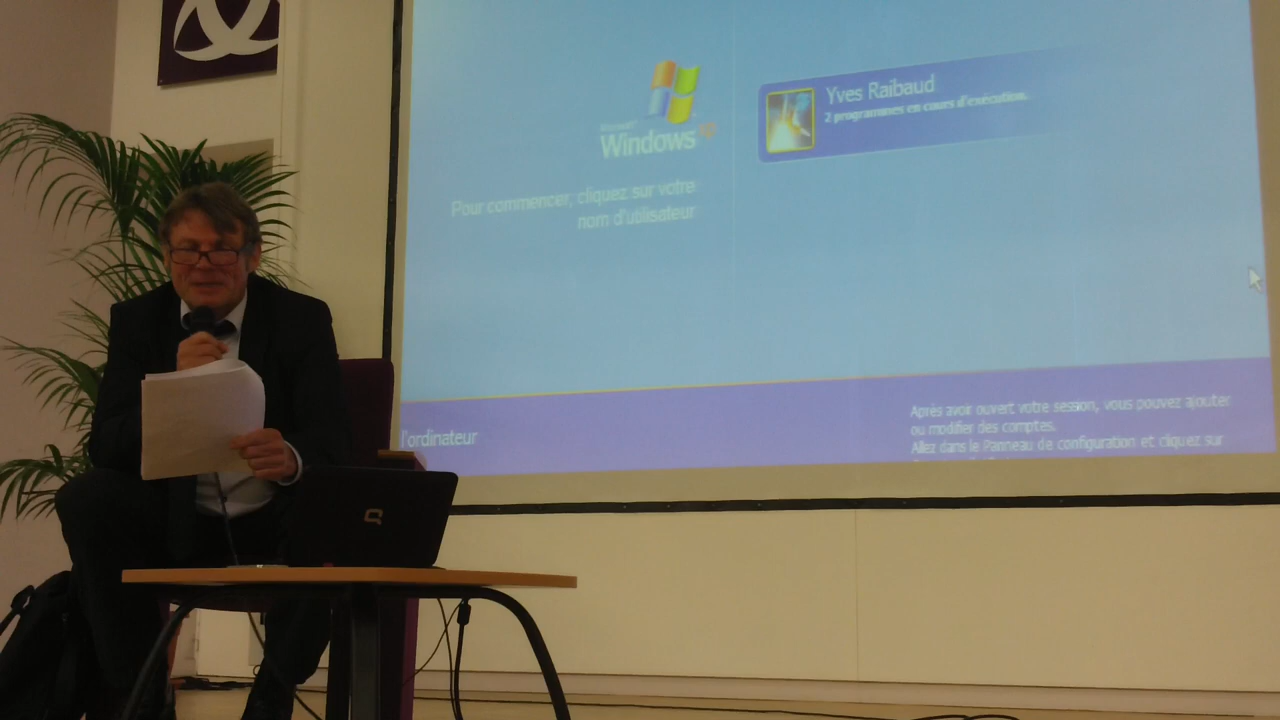 Microsoft
Windows xp
Pour commencer, cliquez sur votre
nom d'utilisateur
Yves Raibaud
2 programmes en cours d'exécution.
l'ordinateur
Après avoir ouvert votre session, vous pouvez ajouter
ou modifier des comptes.
Allez dans le Panneau de configuration et cliquez sur